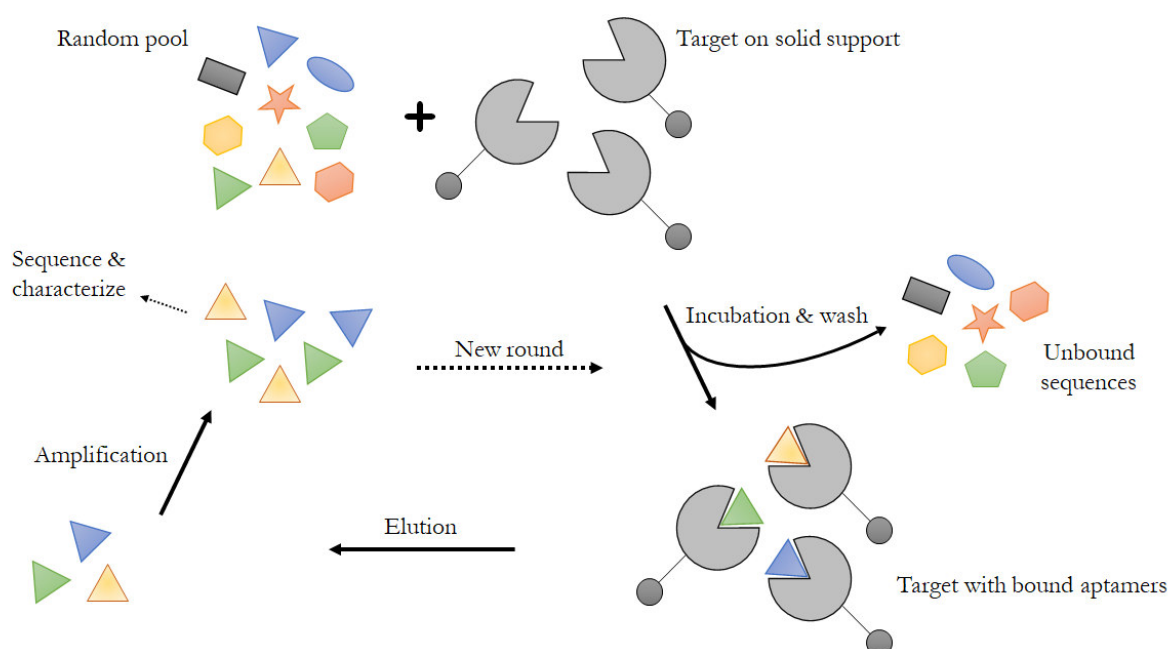 Random pool
Target on solid support
Sequence &
characterize
Incubation & wash
New round
Unbound
sequences
Amplification
Elution
Target with bound aptamers